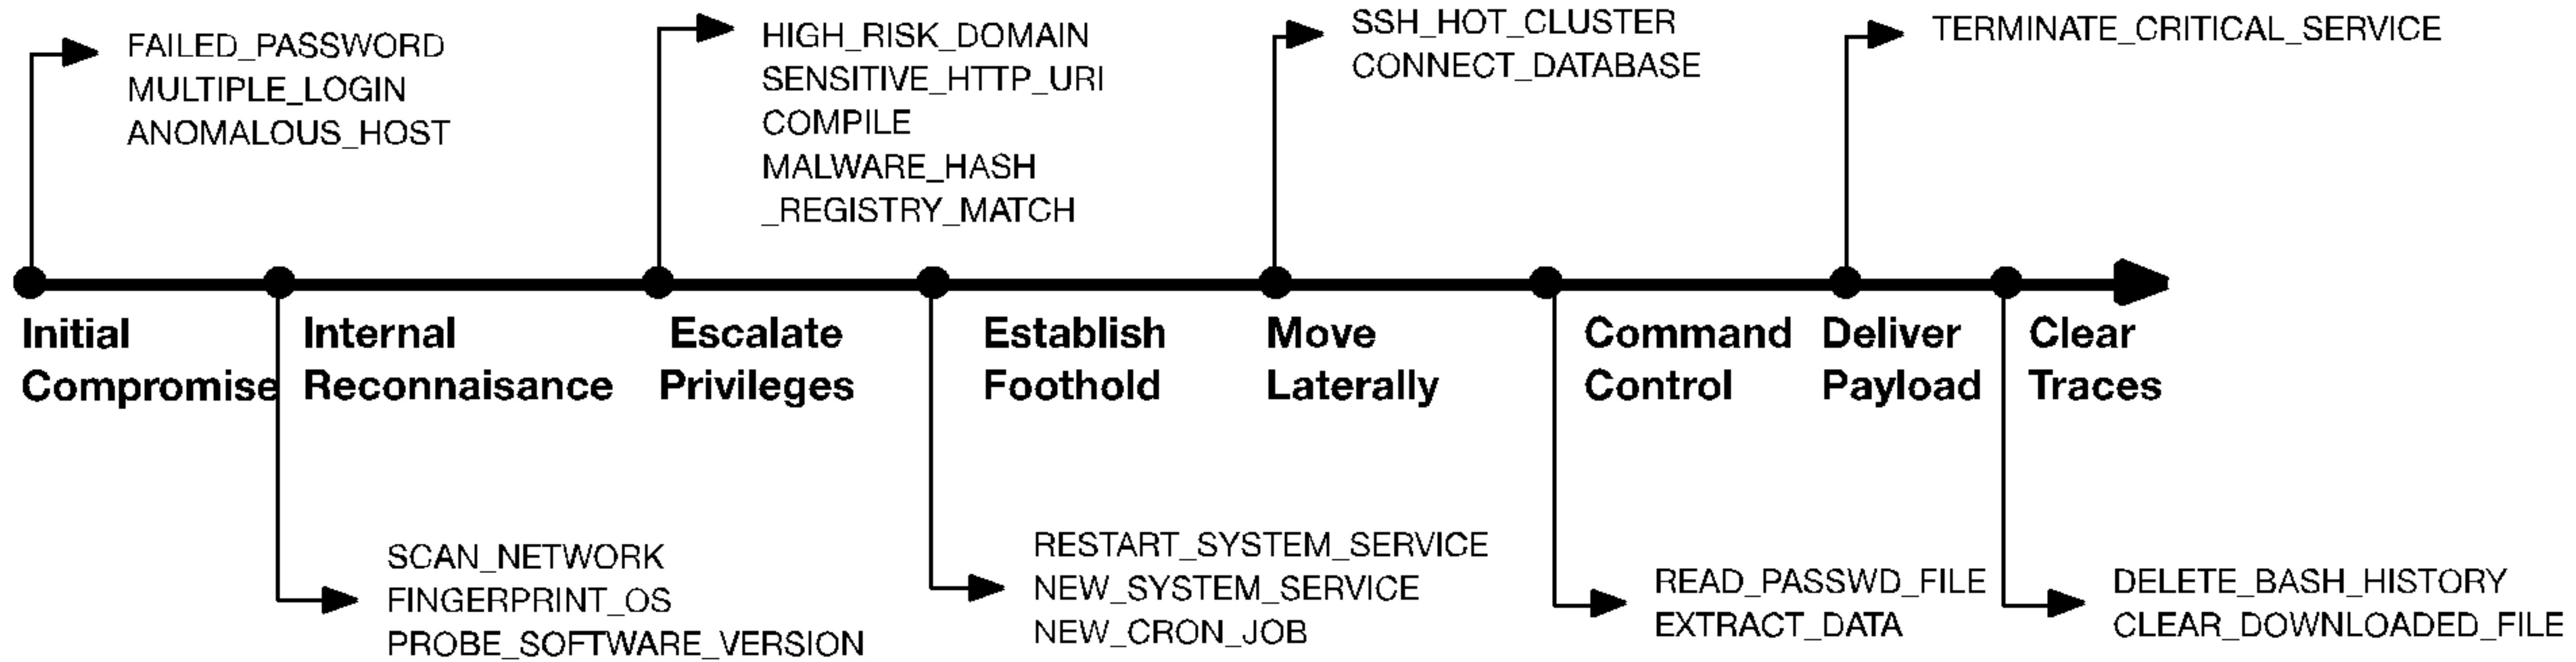 FAILED_PASSWORD
MULTIPLE_LOGIN
ANOMALOUS_HOST
HIGH_RISK_DOMAIN
SENSITIVE_HTTP_URI
COMPILE
MALWARE_HASH
_REGISTRY_MATCH
SSH_HOT_CLUSTER
CONNECT_DATABASE
TERMINATE_CRITICAL_SERVICE
Initial
Compromise
Internal
Reconnaisance
Escalate
Privileges
Establish
Foothold
Move
Laterally
Command
Control
Deliver
Payload
Clear
Traces
SCAN_NETWORK
FINGERPRINT_OS
PROBE_SOFTWARE_VERSION
RESTART_SYSTEM_SERVICE
NEW_SYSTEM_SERVICE
NEW_CRON_JOB
READ_PASSWD_FILE
EXTRACT_DATA
DELETE_BASH_HISTORY
CLEAR_DOWNLOADED_FILE